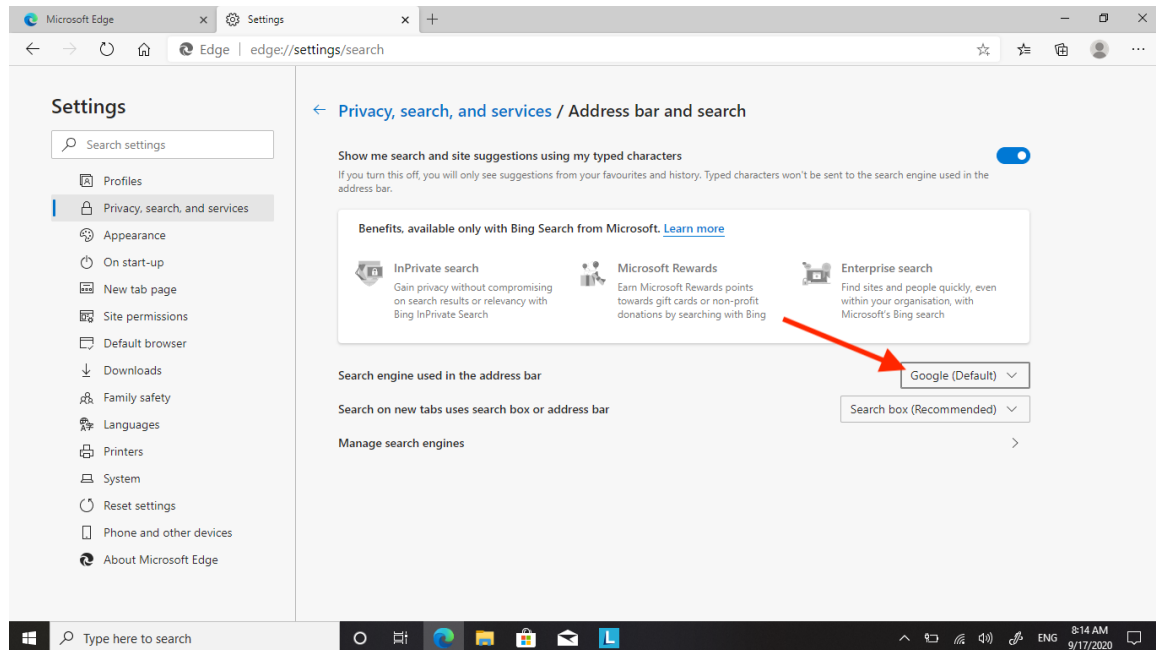 Microsoft Edge
Settings
Edge | edge://settings/search
Settings
Search settings
Profiles
Privacy, search, and services
Appearance
On start-up
New tab page
Site permissions
Default browser
Downloads
Family safety
Languages
Printers
System
Reset settings
Phone and other devices
About Microsoft Edge
Privacy, search, and services / Address bar and search
Show me search and site suggestions using my typed characters
If you turn this off, you will only see suggestions from your favourites and history. Typed characters won't be sent to the search engine used in the
address bar.
Benefits, available only with Bing Search from Microsoft. Learn more
InPrivate search
Gain privacy without compromising
on search results or relevancy with
Bing InPrivate Search
Microsoft Rewards
Earn Microsoft Rewards points
towards gift cards or non-profit
donations by searching with Bing
Enterprise search
Find sites and people quickly, even
within your organisation, with
Microsoft's Bing search
Search engine used in the address bar
Google (Default)
Search on new tabs uses search box or address bar
Search box (Recommended)
Manage search engines
Type here to search
L
ENG
8:14 AM
9/17/2020